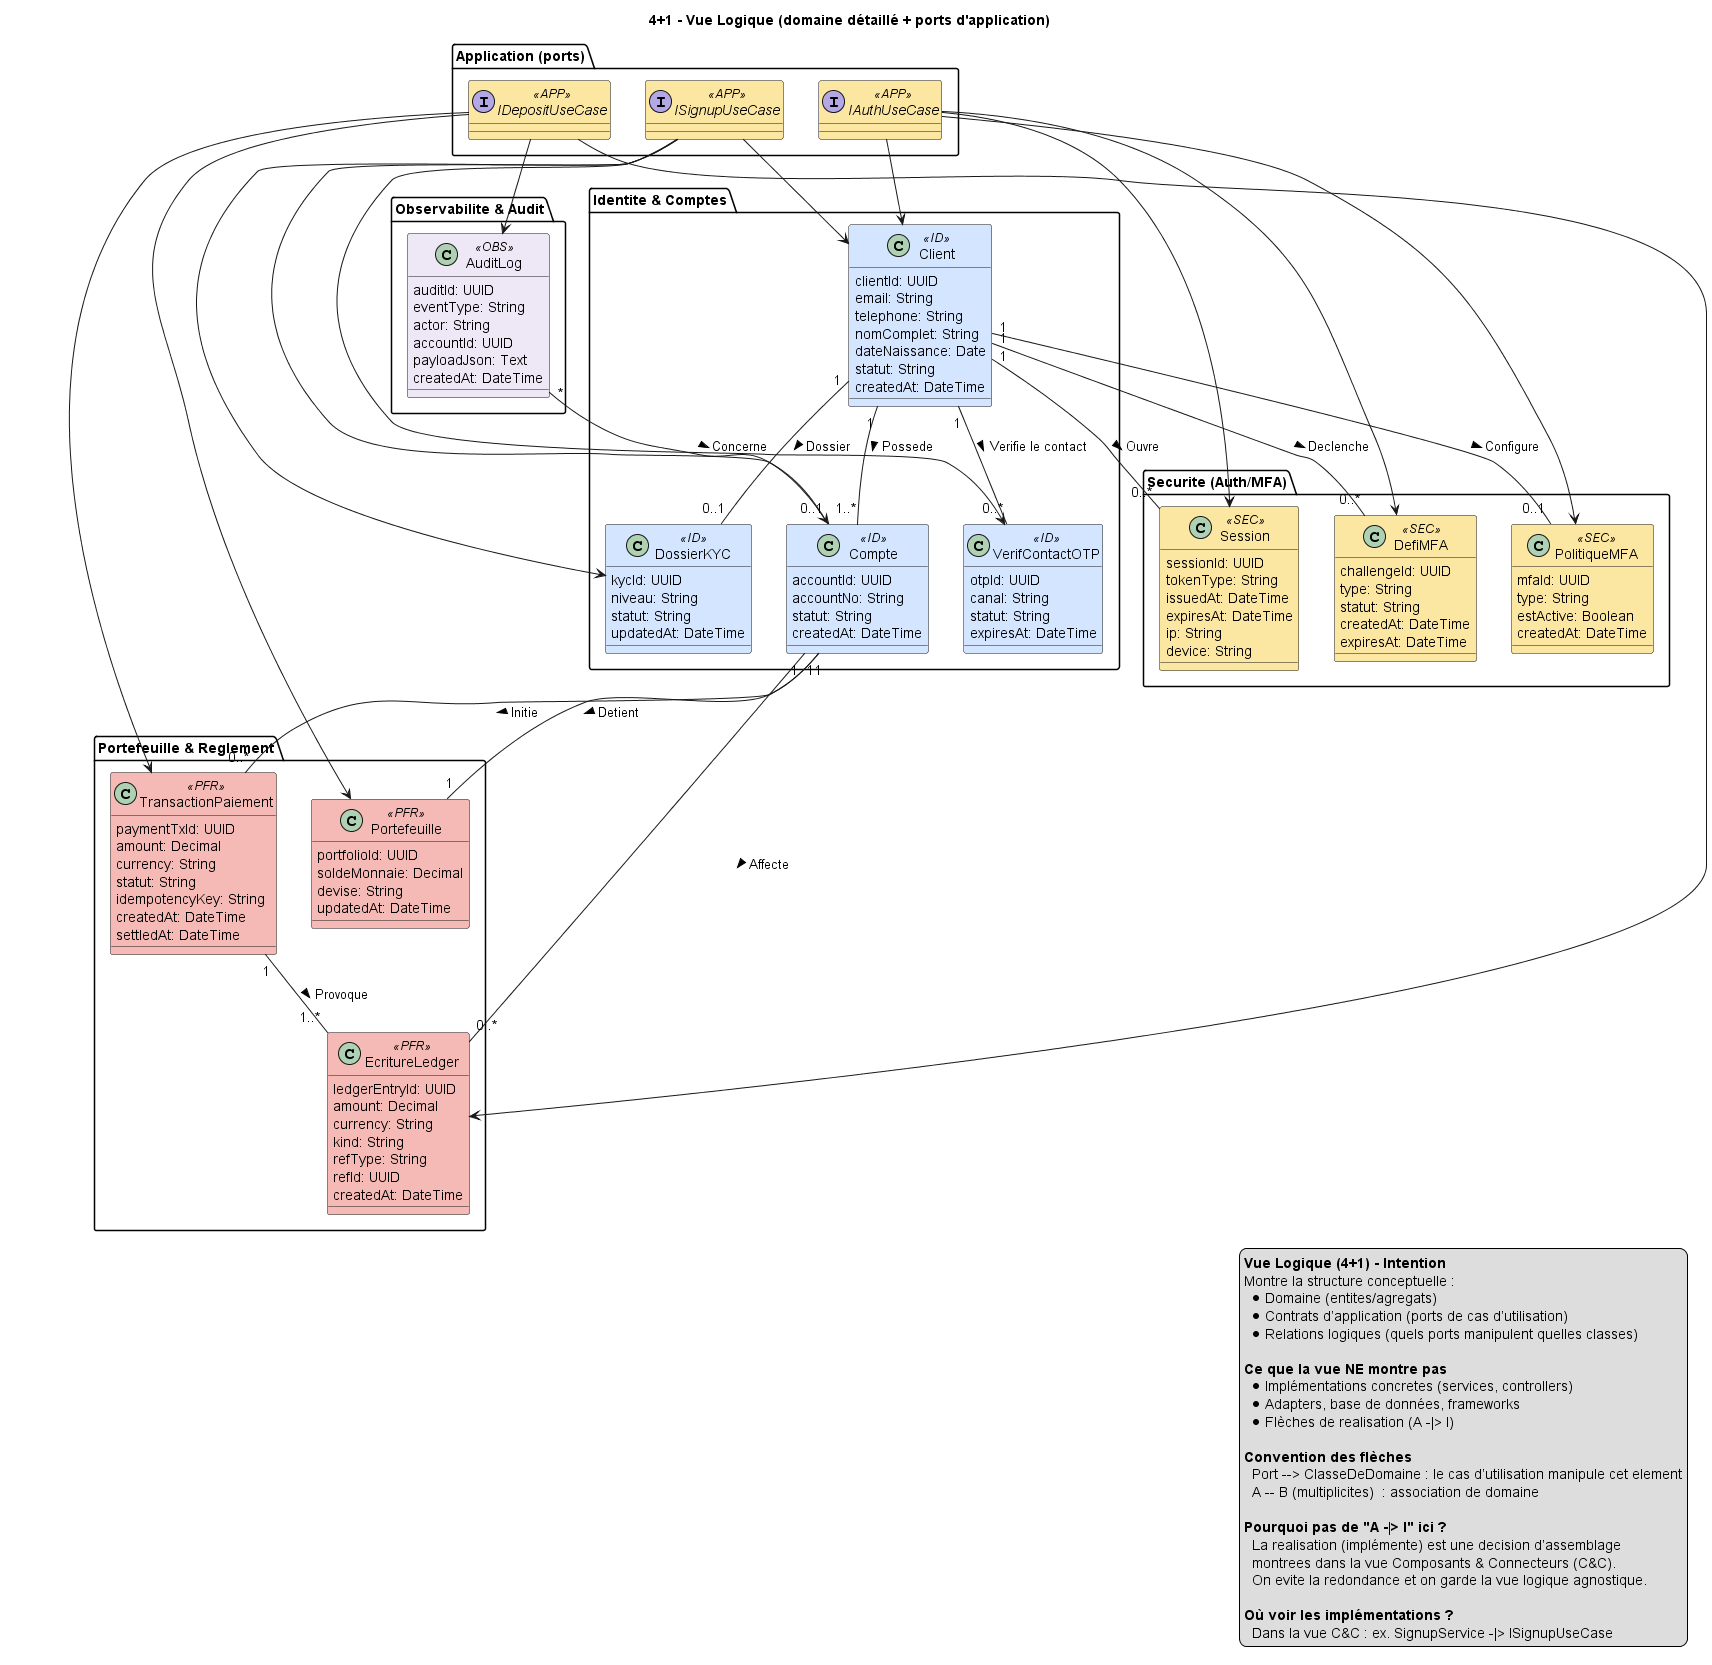 4+1 - Vue Logique (domaine détaillé + ports d'application)
Application (ports)
I
«APP»
IDepositUseCase
I
«APP»
ISignupUseCase
I
«APP»
IAuthUseCase
Observabilite & Audit
C
«OBS»
AuditLog
auditId: UUID
eventType: String
actor: String
accountId: UUID
payloadJson: Text
createdAt: DateTime
Identite & Comptes
C
«ID»
Client
clientId: UUID
email: String
telephone: String
nomComplet: String
dateNaissance: Date
statut: String
createdAt: DateTime
1
1
1
1
1
1
*
Concerne
Dossier
Possede
Verifie le contact
Ouvre
Declenche
Configure
0..1
0..1
1..*
0..*
0..*
0..*
0..1
C
«ID»
DossierKYC
kycId: UUID
niveau: String
statut: String
updatedAt: DateTime
C
«ID»
Compte
accountId: UUID
accountNo: String
statut: String
createdAt: DateTime
C
«ID»
VerifContactOTP
otpId: UUID
canal: String
statut: String
expiresAt: DateTime
Securite (Auth/MFA)
C
«SEC»
Session
sessionId: UUID
tokenType: String
issuedAt: DateTime
expiresAt: DateTime
ip: String
device: String
C
«SEC»
DefiMFA
challengeId: UUID
type: String
statut: String
createdAt: DateTime
expiresAt: DateTime
C
«SEC»
PolitiqueMFA
mfaId: UUID
type: String
estActive: Boolean
createdAt: DateTime
1
1
1
Initie
Detient
Portefeuille & Reglement
0..*
1
C
«PFR»
TransactionPaiement
paymentTxId: UUID
amount: Decimal
currency: String
statut: String
idempotencyKey: String
createdAt: DateTime
settledAt: DateTime
C
«PFR»
Portefeuille
portfolioId: UUID
soldeMonnaie: Decimal
devise: String
updatedAt: DateTime
Affecte
1
Provoque
1..*
0..*
C
«PFR»
EcritureLedger
ledgerEntryId: UUID
amount: Decimal
currency: String
kind: String
refType: String
refId: UUID
createdAt: DateTime
Vue Logique (4+1) - Intention
Montre la structure conceptuelle :
• Domaine (entites/agregats)
• Contrats d'application (ports de cas d'utilisation)
• Relations logiques (quels ports manipulent quelles classes)
Ce que la vue NE montre pas
• Implémentations concretes (services, controllers)
• Adapters, base de données, frameworks
• Flèches de realisation (A -|> I)
Convention des flèches
Port --> ClasseDeDomaine : le cas d'utilisation manipule cet element
A -- B (multiplicites) : association de domaine
Pourquoi pas de "A -|> I" ici ?
La realisation (implémente) est une decision d'assemblage
montrees dans la vue Composants & Connecteurs (C&C).
On evite la redondance et on garde la vue logique agnostique.
Où voir les implémentations ?
Dans la vue C&C : ex. SignupService -|> ISignupUseCase